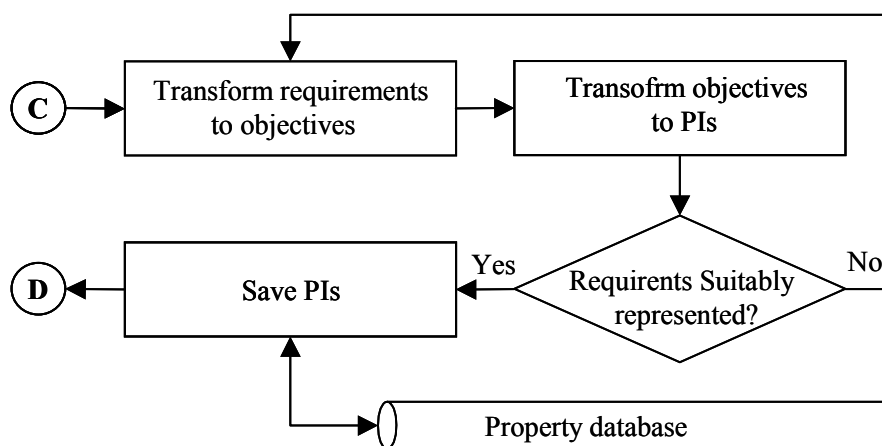 C
Transform requirements
to objectives
Transofrm objectives
to PIs
D
Save PIs
Yes
Requirents Suitably
represented?
No
Property database